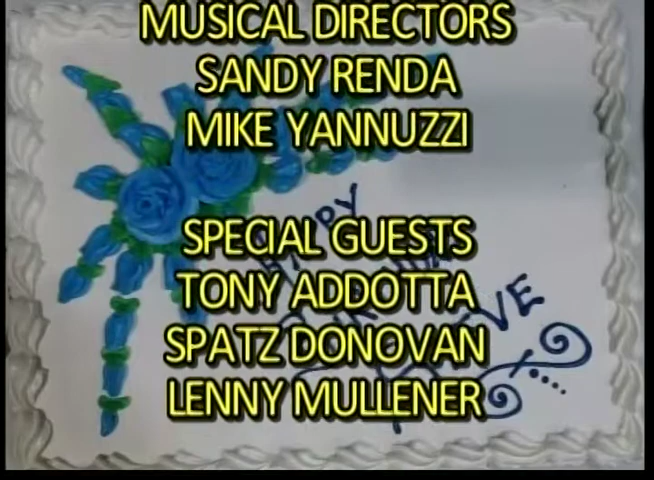 MUSICAL DIRECTORS
SANDY RENDA
MIKE YANNUZZI
SPECIAL GUESTS
TONY ADDOTTA
SPATZ DONOVAN
LENNY MULLENER